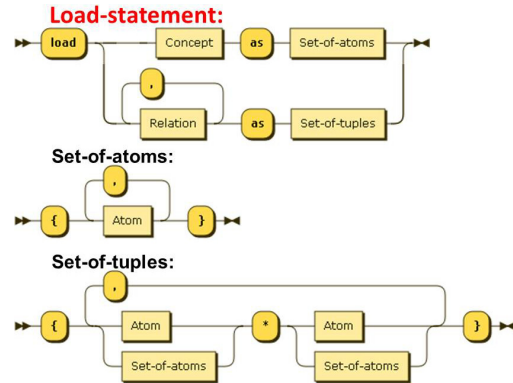 Load-statement:
load Concept as Set-of-atoms
,
Relation as Set-of-tuples
Set-of-atoms:
,
{ Atom }
Set-of-tuples:
,
{ Atom * Atom }
Set-of-atoms Set-of-atoms